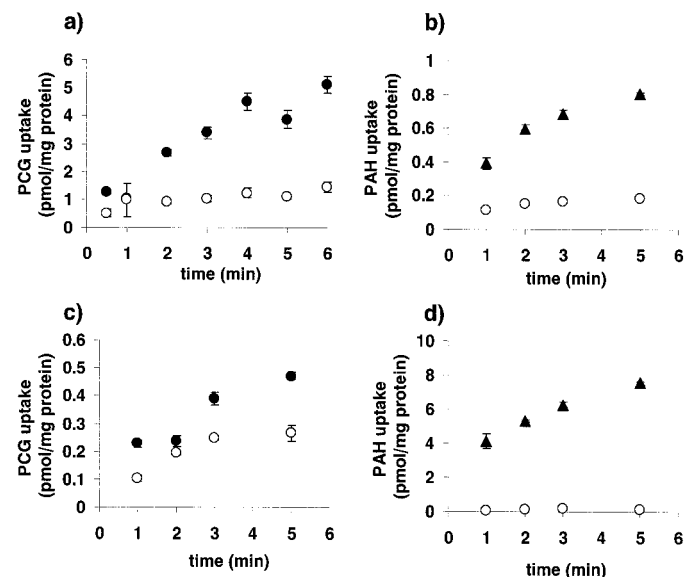 a)
PCG uptake
(pmol/mg protein)
6
5
4
3
2
1
0
0 1 2 3 4 5 6
time (min)
b)
PAH uptake
(pmol/mg protein)
1
0.8
0.6
0.4
0.2
0
0 1 2 3 4 5 6
time (min)
c)
PCG uptake
(pmol/mg protein)
0.6
0.5
0.4
0.3
0.2
0.1
0
0 1 2 3 4 5 6
time (min)
d)
PAH uptake
(pmol/mg protein)
10
8
6
4
2
0
0 1 2 3 4 5 6
time (min)